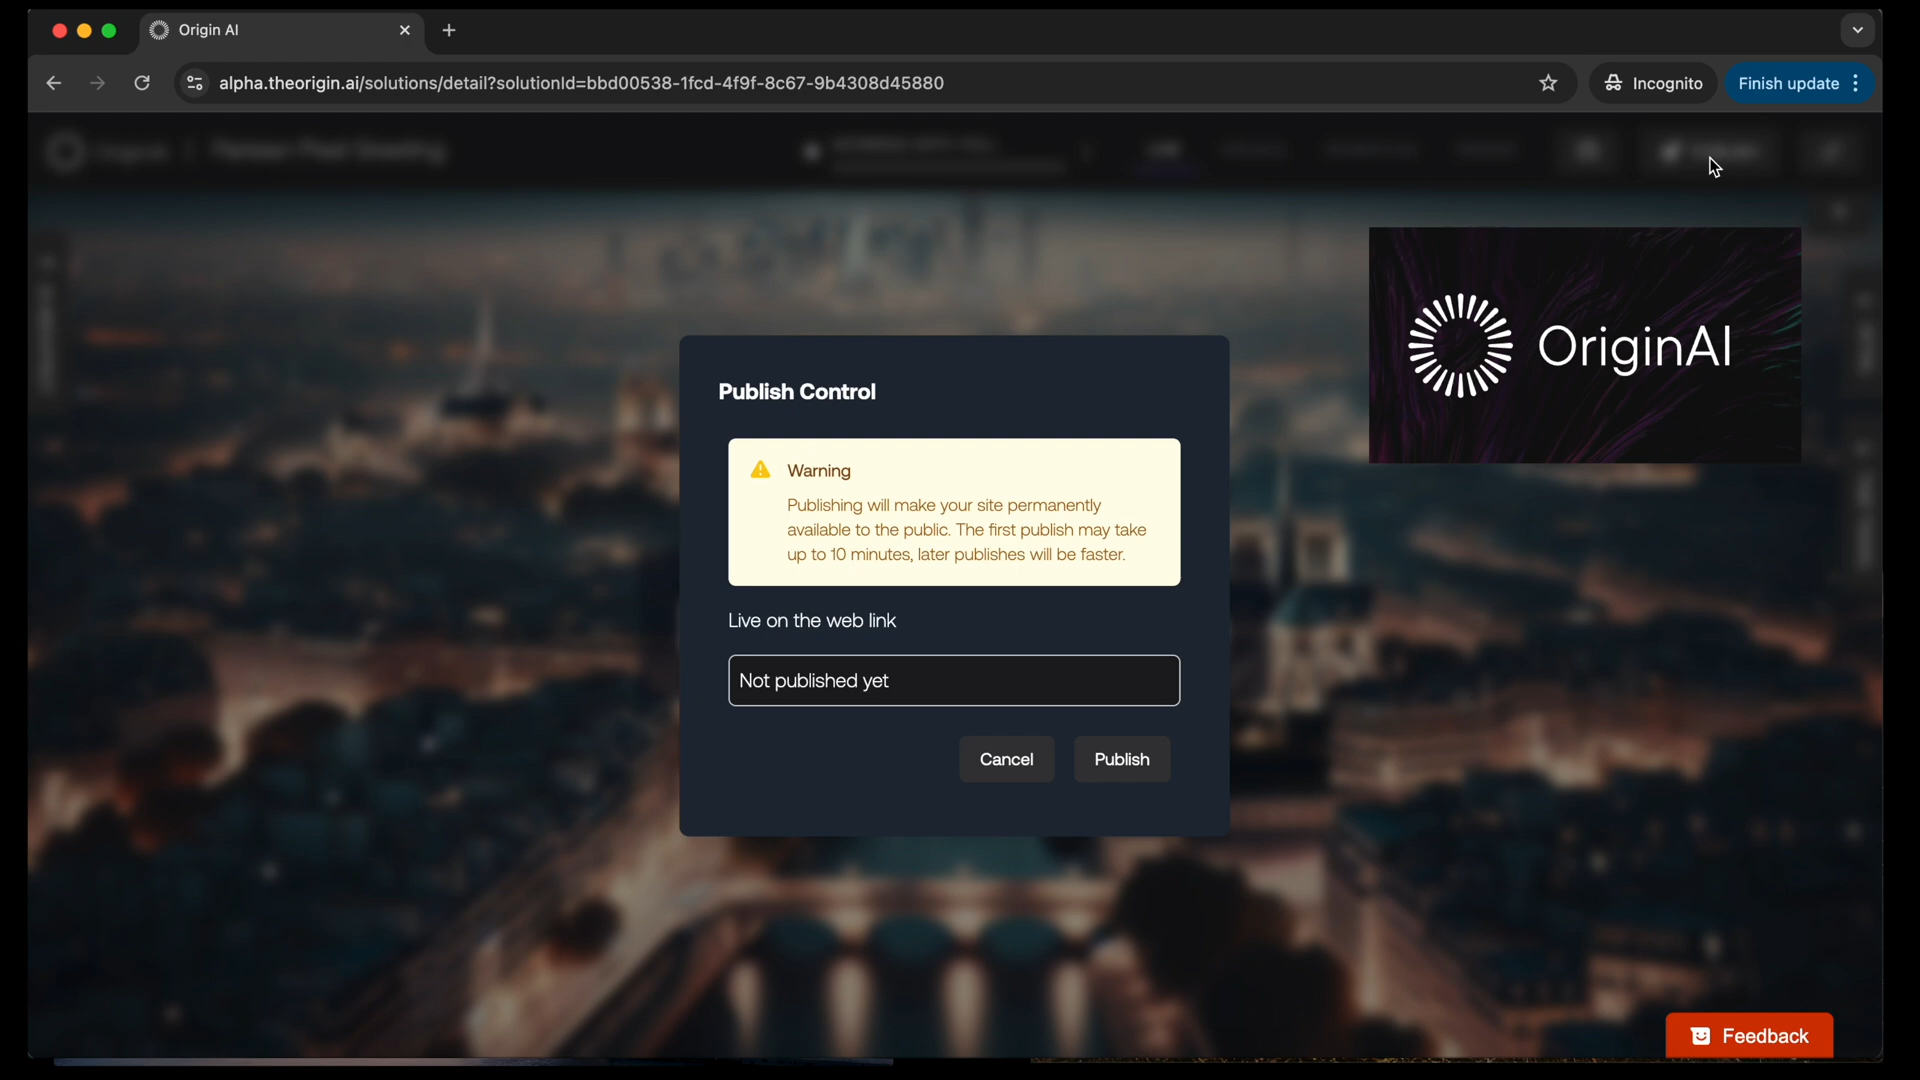 Origin AI
alpha.theorigin.ai/solutions/detail?solutionId=bbd00538-1fcd-4f9f-8c67-9b4308d45880
Incognito
Finish update
OriginAI
Publish Control
Warning
Publishing will make your site permanently
available to the public. The first publish may take
up to 10 minutes, later publishes will be faster.
Live on the web link
Not published yet
Cancel
Publish
Feedback